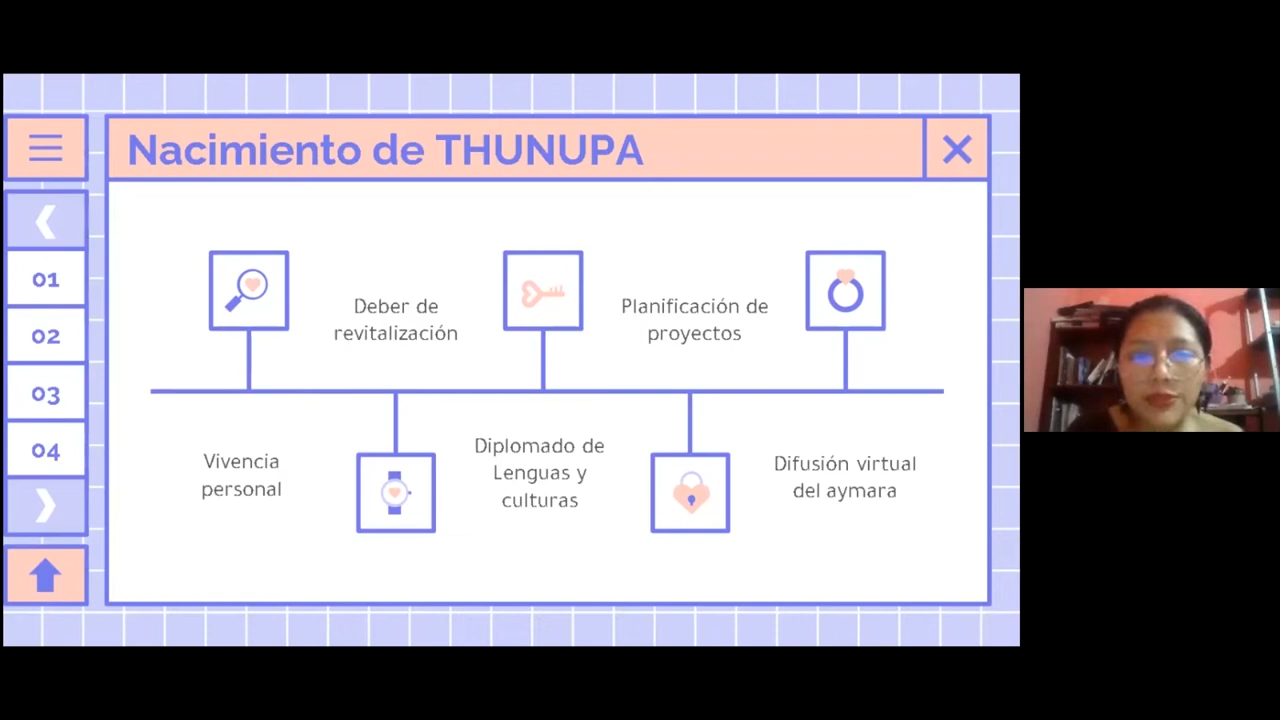 Nacimiento de THUNUPA
01
02
03
04
Vivencia
personal
Deber de
revitalización
Diplomado de
Lenguas y
culturas
Planificación de
proyectos
Difusión virtual
del aymara